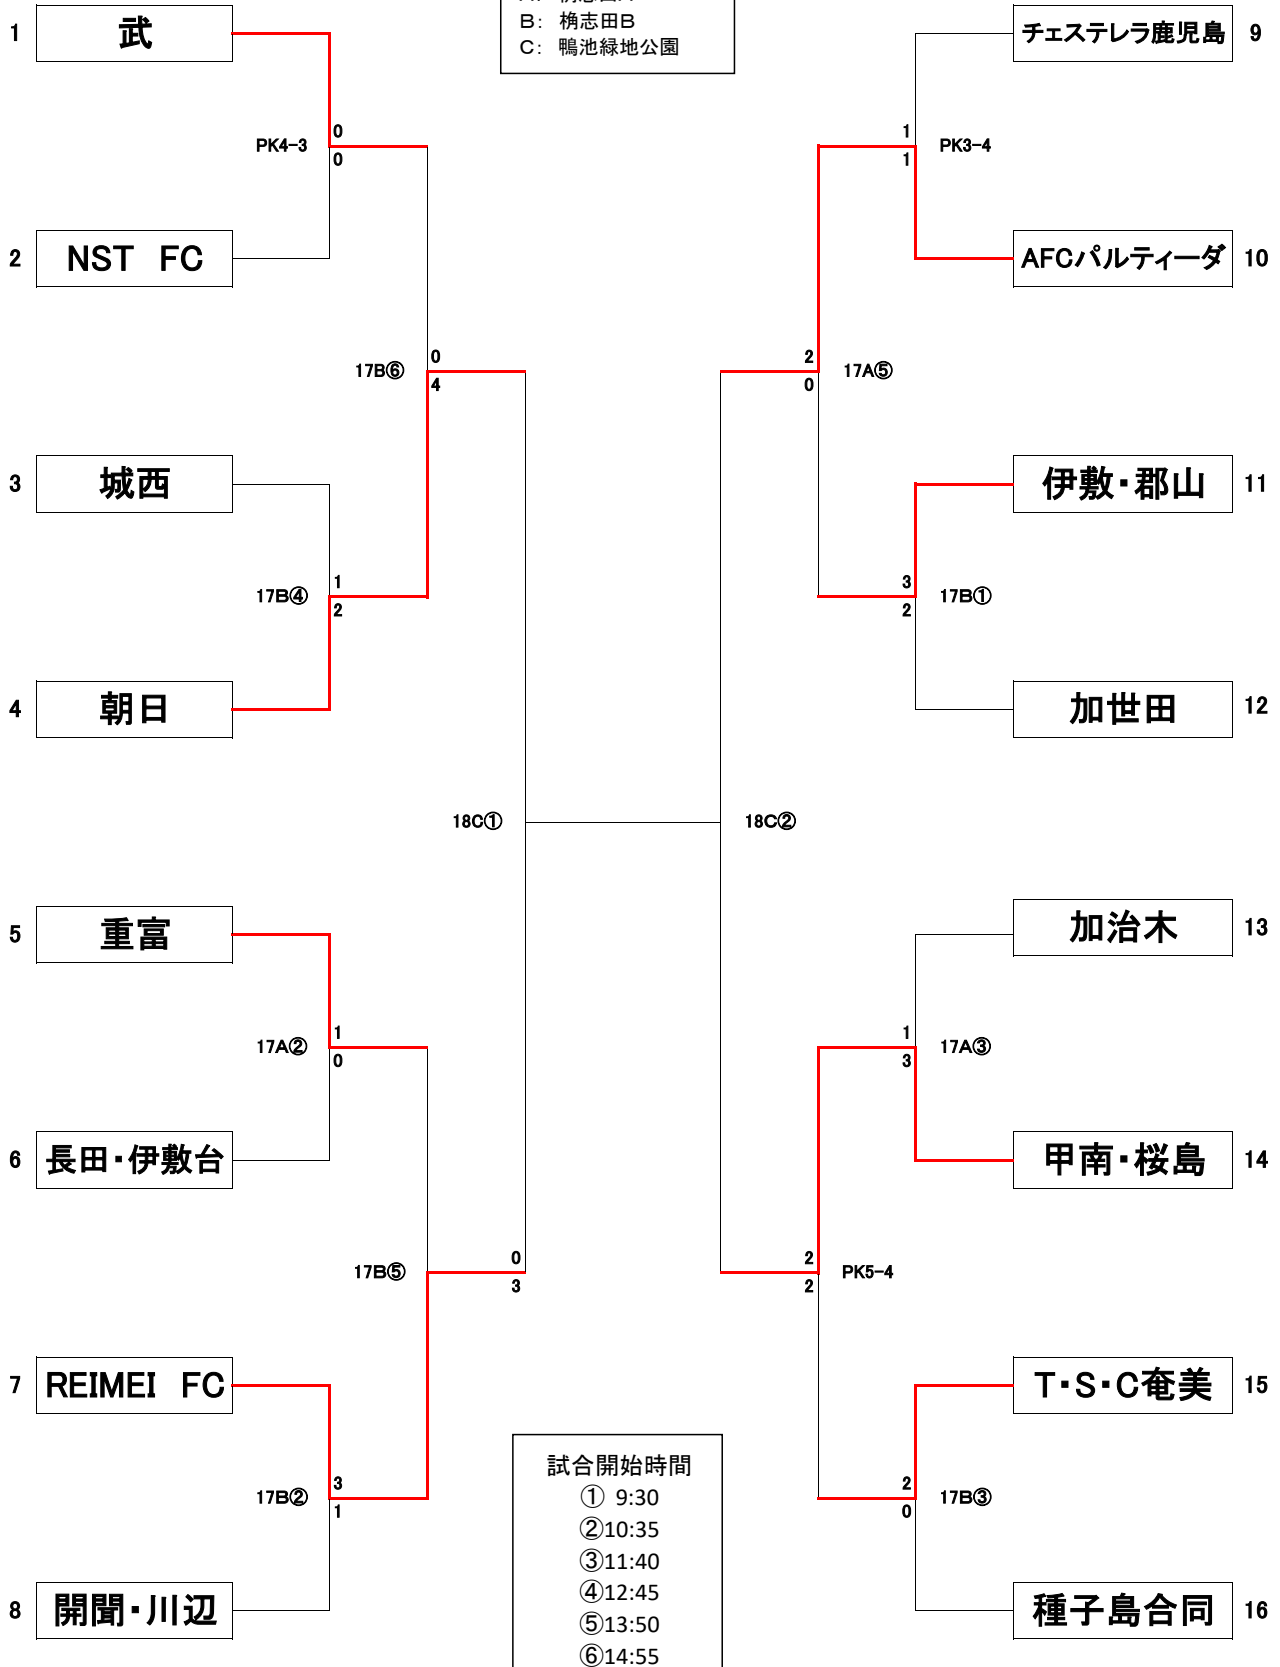 B: 桷志田B
C: 鴨池緑地公園
1 武
チェステレラ鹿児島 9
PK4-3
0
0
1
1
PK3-4
2 NST FC
AFCパルティーダ 10
17B⑥
0
4
2
0
17A⑤
3 城西
伊敷・郡山 11
17B④
1
2
3
2
17B①
4 朝日
加世田 12
18C①
18C②
5 重富
加治木 13
17A②
1
0
1
3
17A③
6 長田・伊敷台
甲南・桜島 14
17B⑤
0
3
2
2
PK5-4
7 REIMEI FC
T・S・C奄美 15
17B②
3
1
2
0
17B③
8 開聞・川辺
種子島合同 16
試合開始時間
① 9:30
②10:35
③11:40
④12:45
⑤13:50
⑥14:55